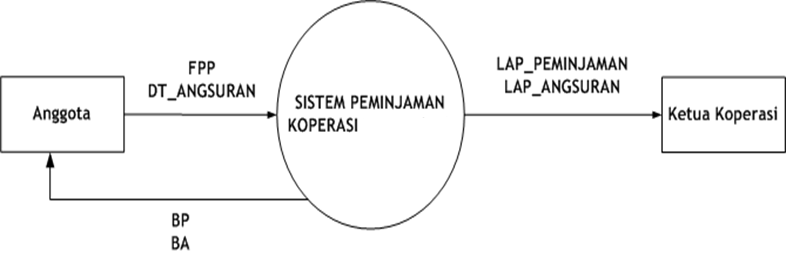 FPP
DT_ANGSURAN
Anggota
SISTEM PEMINJAMAN
KOPERASI
LAP_PEMINJAMAN
LAP_ANGSURAN
Ketua Koperasi
BP
BA